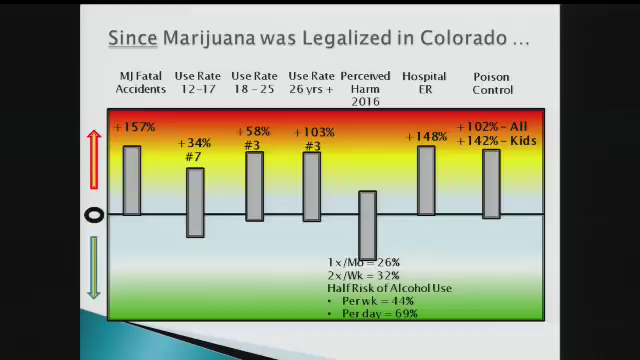 Since Marijuana was Legalized in Colorado ...
MJ Fatal Accidents
Use Rate 12-17
Use Rate 18 - 25
Use Rate 26 yrs +
Perceived Harm 2016
Hospital ER
Poison Control
+157%
+34%
#7
+58%
#3
+103%
#3
+148%
+102% - All
+142% - Kids
O
1x/Mo = 26%
2x/Wk = 32%
Half Risk of Alcohol Use
• Per wk = 44%
• Per day = 69%